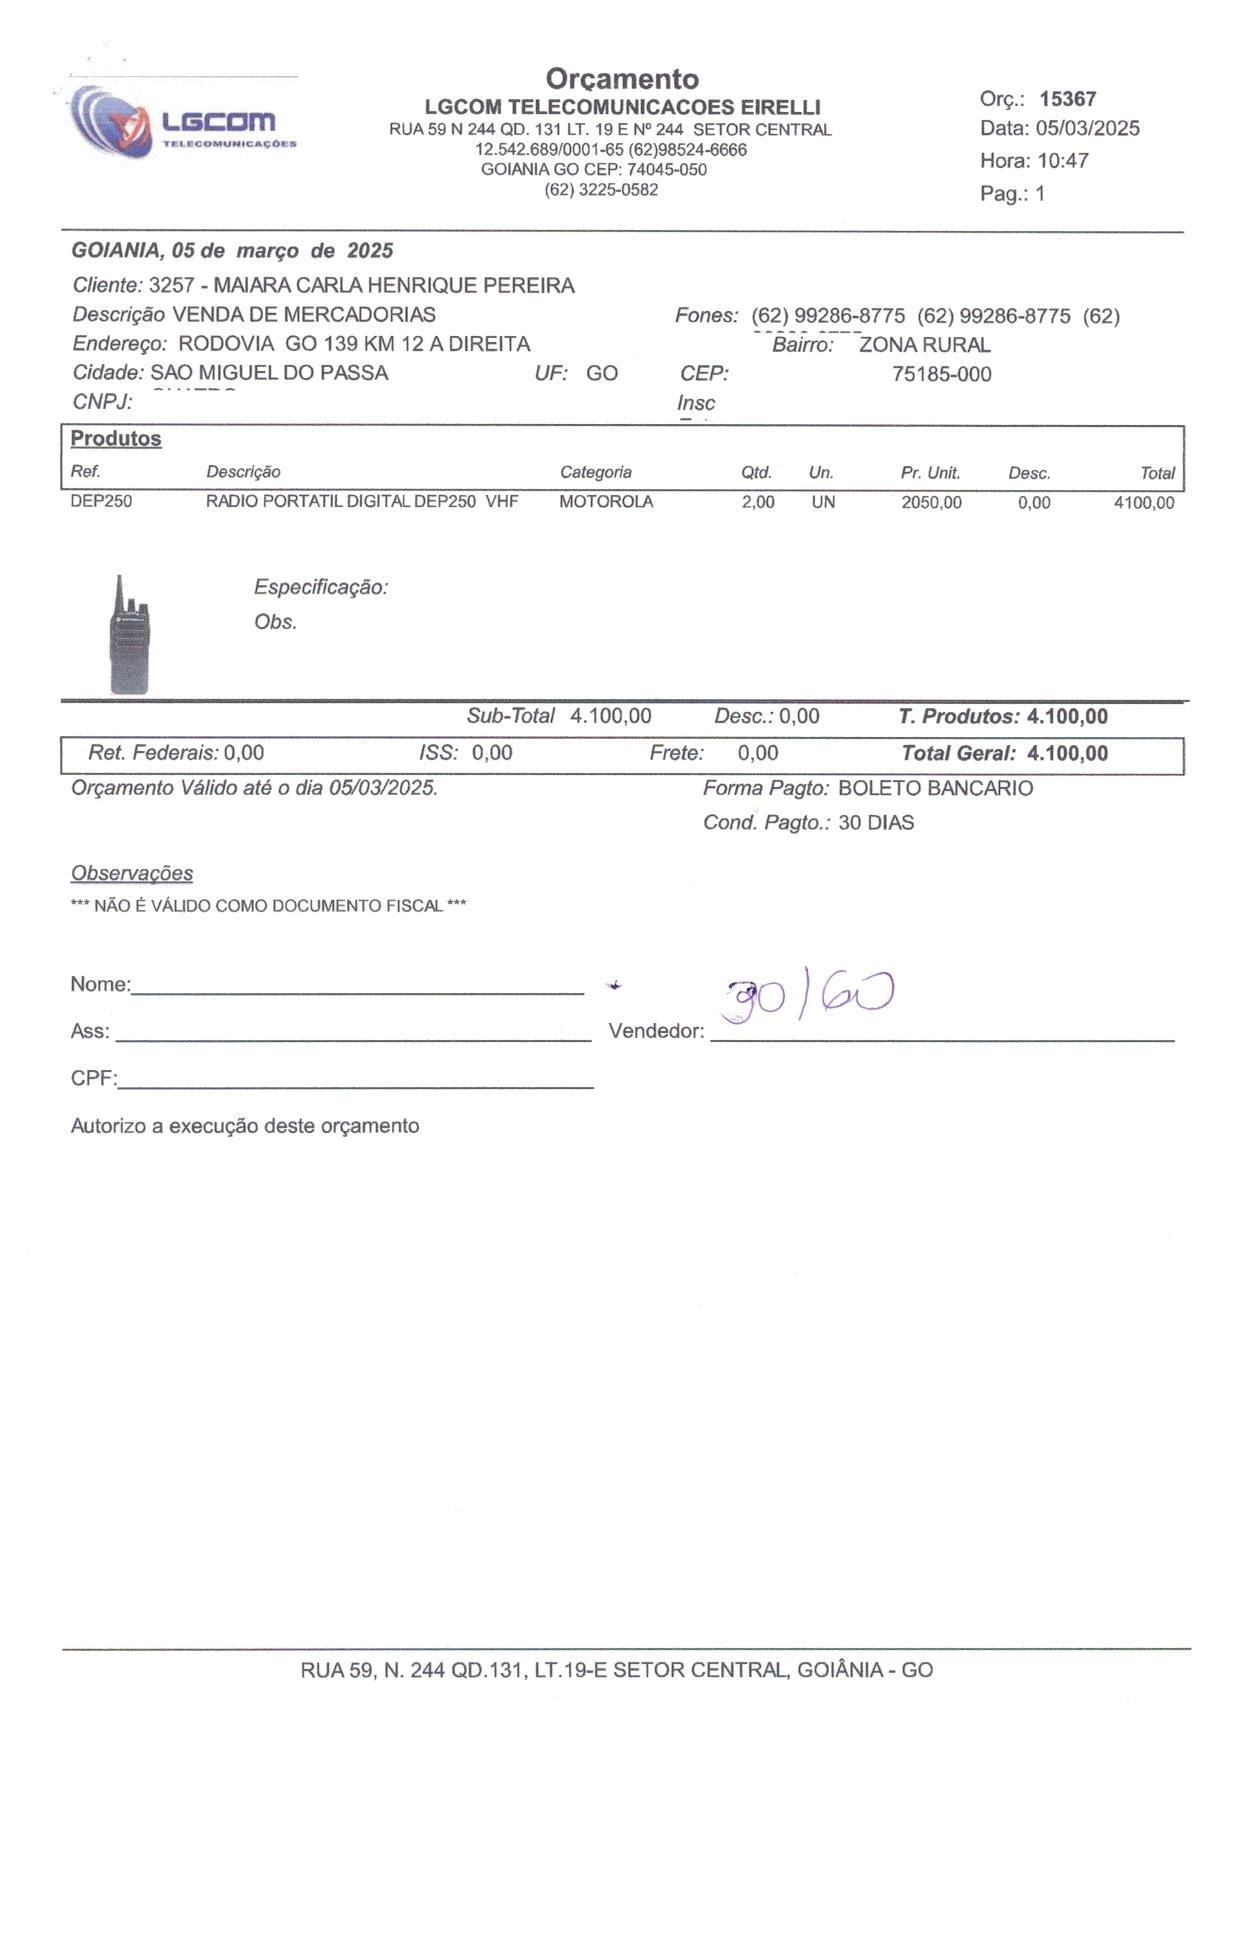 LGCOM
TELECOMUNICAÇÕES
Orçamento
LGCOM TELECOMUNICACOES EIRELLI
RUA 59 N 244 QD. 131 LT. 19 E Nº 244 SETOR CENTRAL
12.542.689/0001-65 (62)98524-6666
GOIANIA GO CEP: 74045-050
(62) 3225-0582
Orç.: 15367
Data: 05/03/2025
Hora: 10:47
Pag.: 1
GOIANIA, 05 de março de 2025
Cliente: 3257 - MAIARA CARLA HENRIQUE PEREIRA
Descrição VENDA DE MERCADORIAS Fones: (62) 99286-8775 (62) 99286-8775 (62)
Endereço: RODOVIA GO 139 KM 12 A DIREITA Bairro: ZONA RURAL
Cidade: SAO MIGUEL DO PASSA UF: GO CEP: 75185-000
CNPJ: Insc
Produtos
Ref. Descrição Categoria Qtd. Un. Pr. Unit. Desc. Total
DEP250 RADIO PORTATIL DIGITAL DEP250 VHF MOTOROLA 2,00 UN 2050,00 0,00 4100,00
Especificação:
Obs.
Sub-Total 4.100,00 Desc.: 0,00 T. Produtos: 4.100,00
Ret. Federais: 0,00 ISS: 0,00 Frete: 0,00 Total Geral: 4.100,00
Orçamento Válido até o dia 05/03/2025. Forma Pagto: BOLETO BANCARIO
Cond. Pagto.: 30 DIAS
Observações
*** NÃO É VÁLIDO COMO DOCUMENTO FISCAL ***
Nome: 30/60
Ass: Vendedor:
CPF:
Autorizo a execução deste orçamento
RUA 59, N. 244 QD.131, LT.19-E SETOR CENTRAL, GOIÂNIA - GO